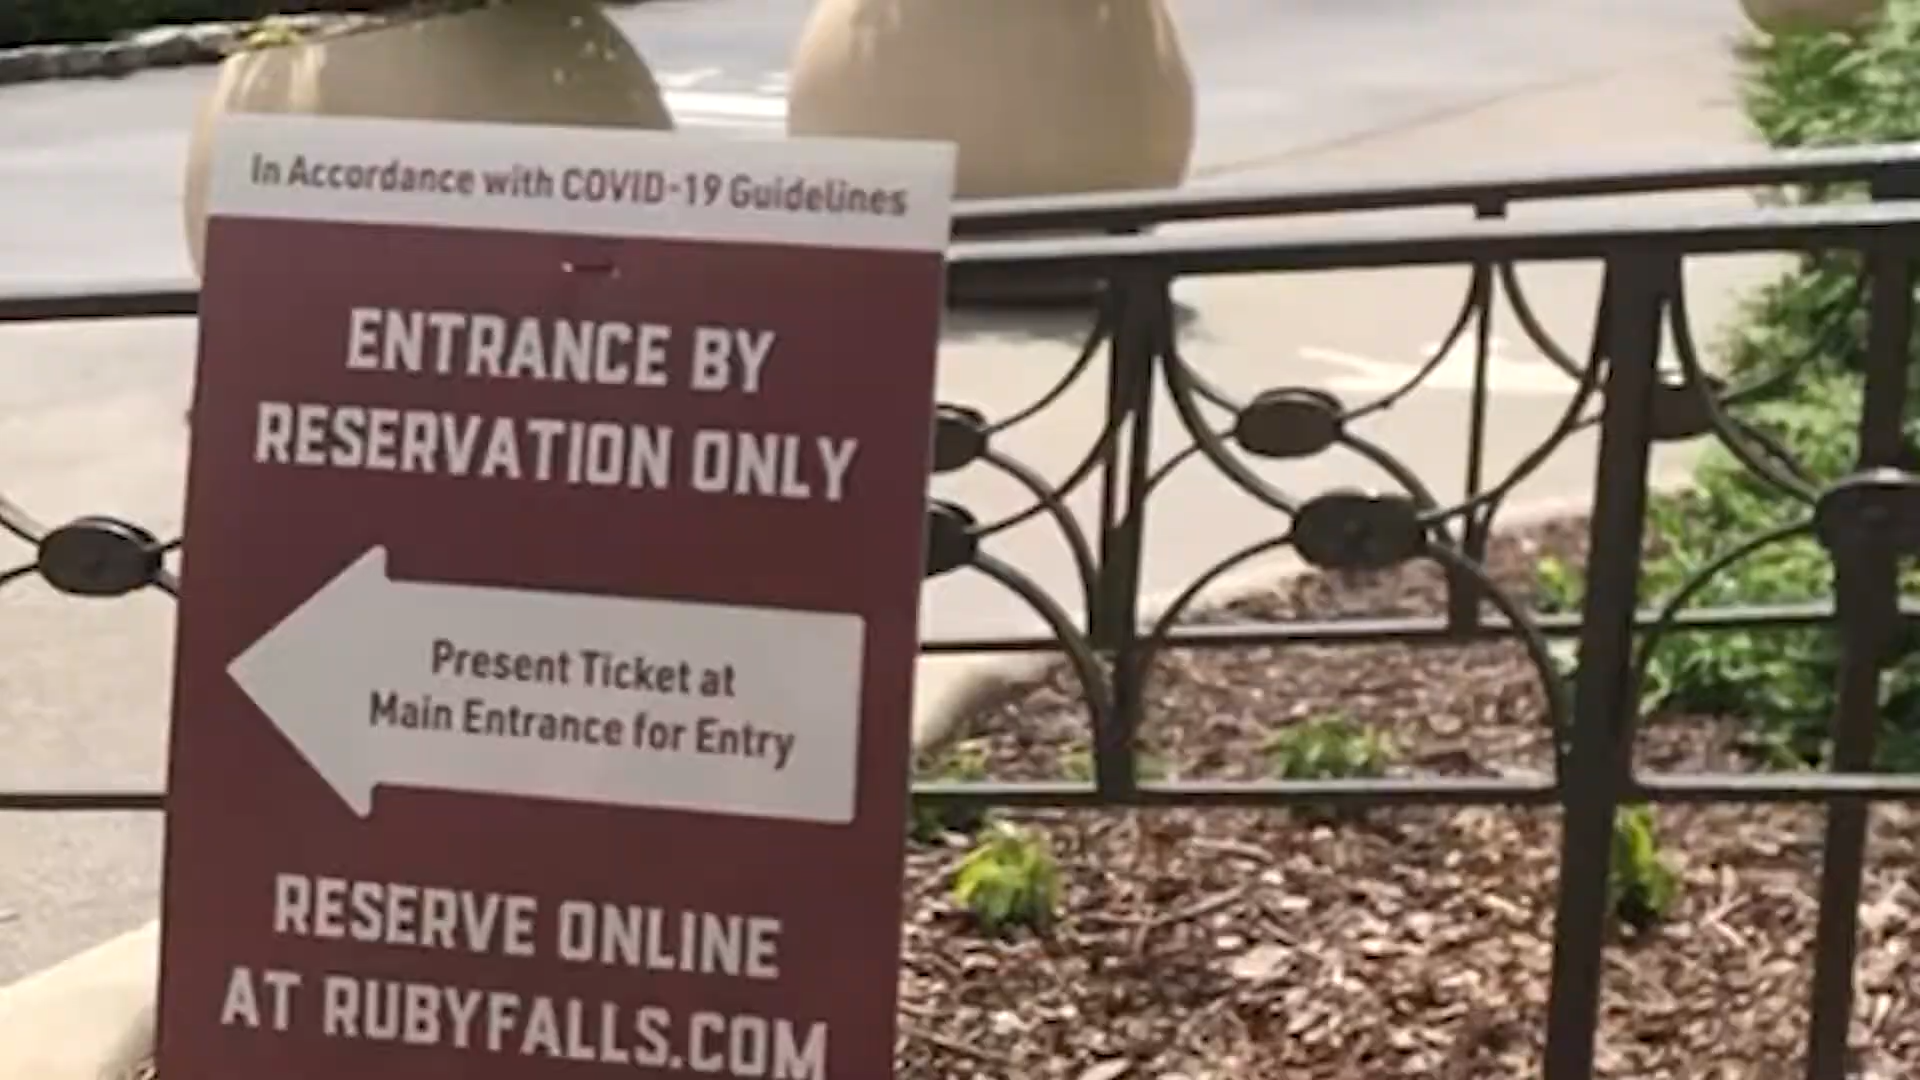 In Accordance with COVID-19 Guidelines
ENTRANCE BY
RESERVATION ONLY
Present Ticket at
Main Entrance for Entry
RESERVE ONLINE
AT RUBYFALLS.COM